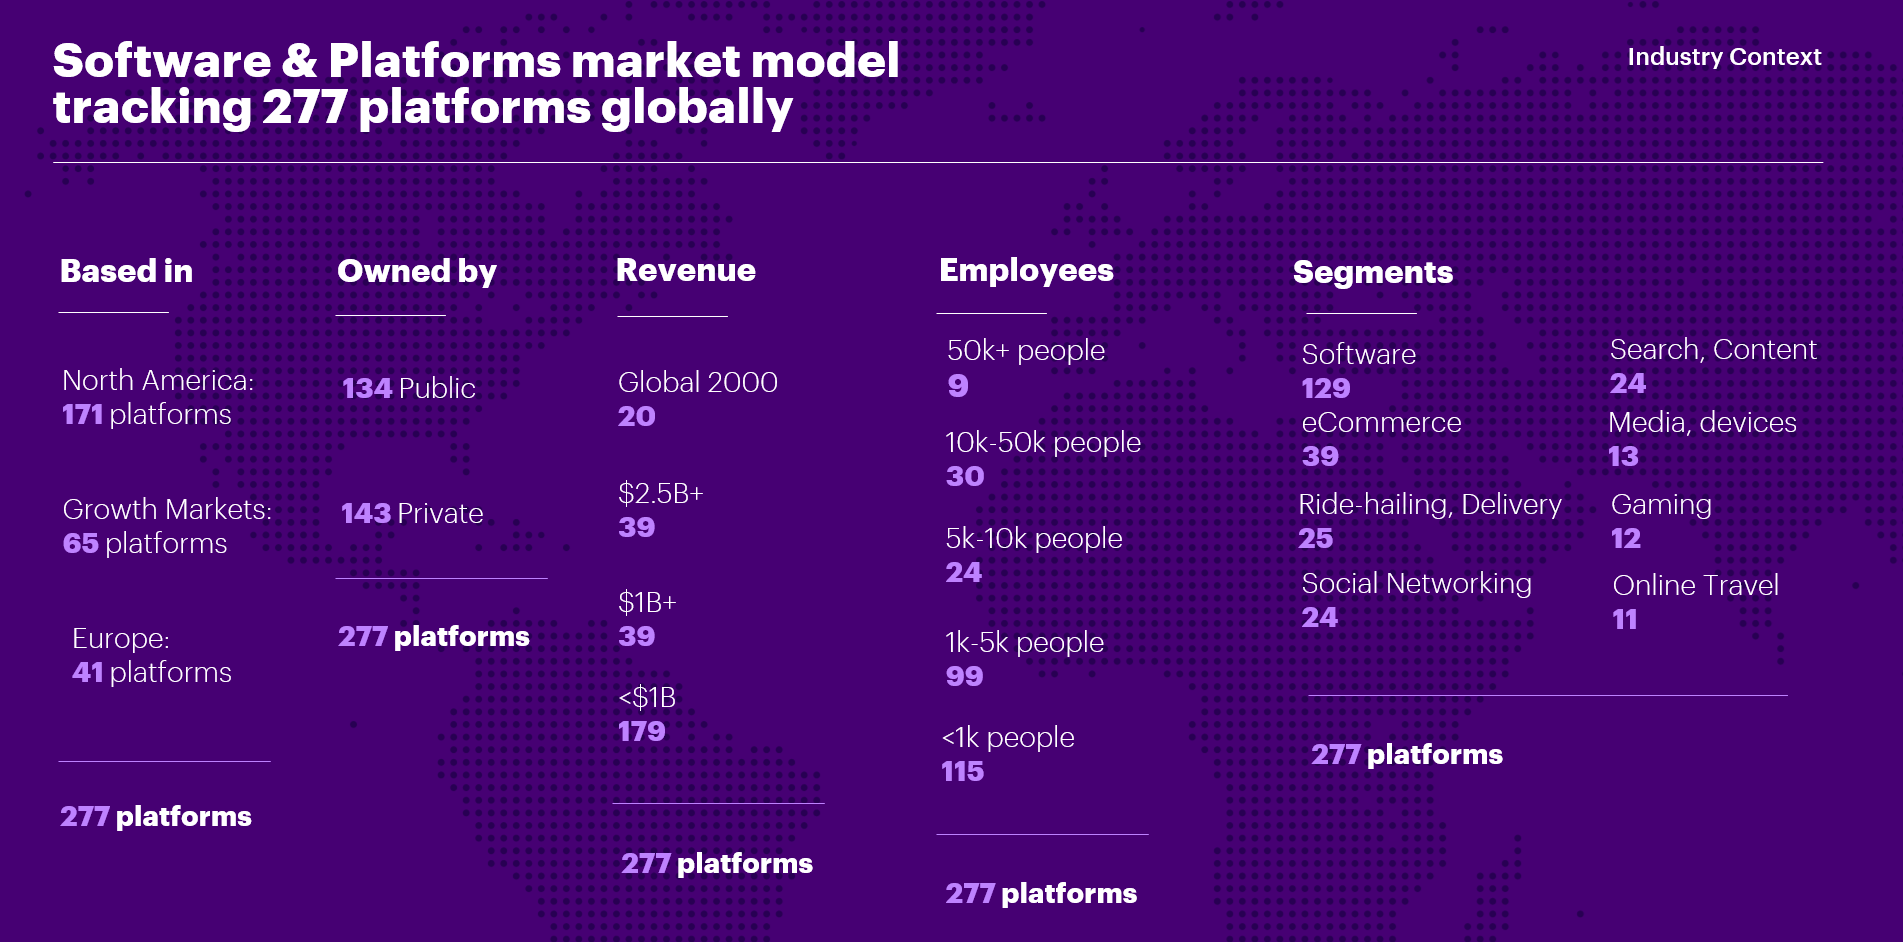 Software & Platforms market model
tracking 277 platforms globally
Industry Context
Based in
North America:
171 platforms
Growth Markets:
65 platforms
Europe:
41 platforms
277 platforms
Owned by
134 Public
143 Private
277 platforms
Revenue
Global 2000
20
$2.5B+
39
$1B+
39
<$1B
179
277 platforms
Employees
50k+ people
9
10k-50k people
30
5k-10k people
24
1k-5k people
99
<1k people
115
277 platforms
Segments
Software
129
eCommerce
39
Ride-hailing, Delivery
25
Social Networking
24
Search, Content
24
Media, devices
13
Gaming
12
Online Travel
11
277 platforms